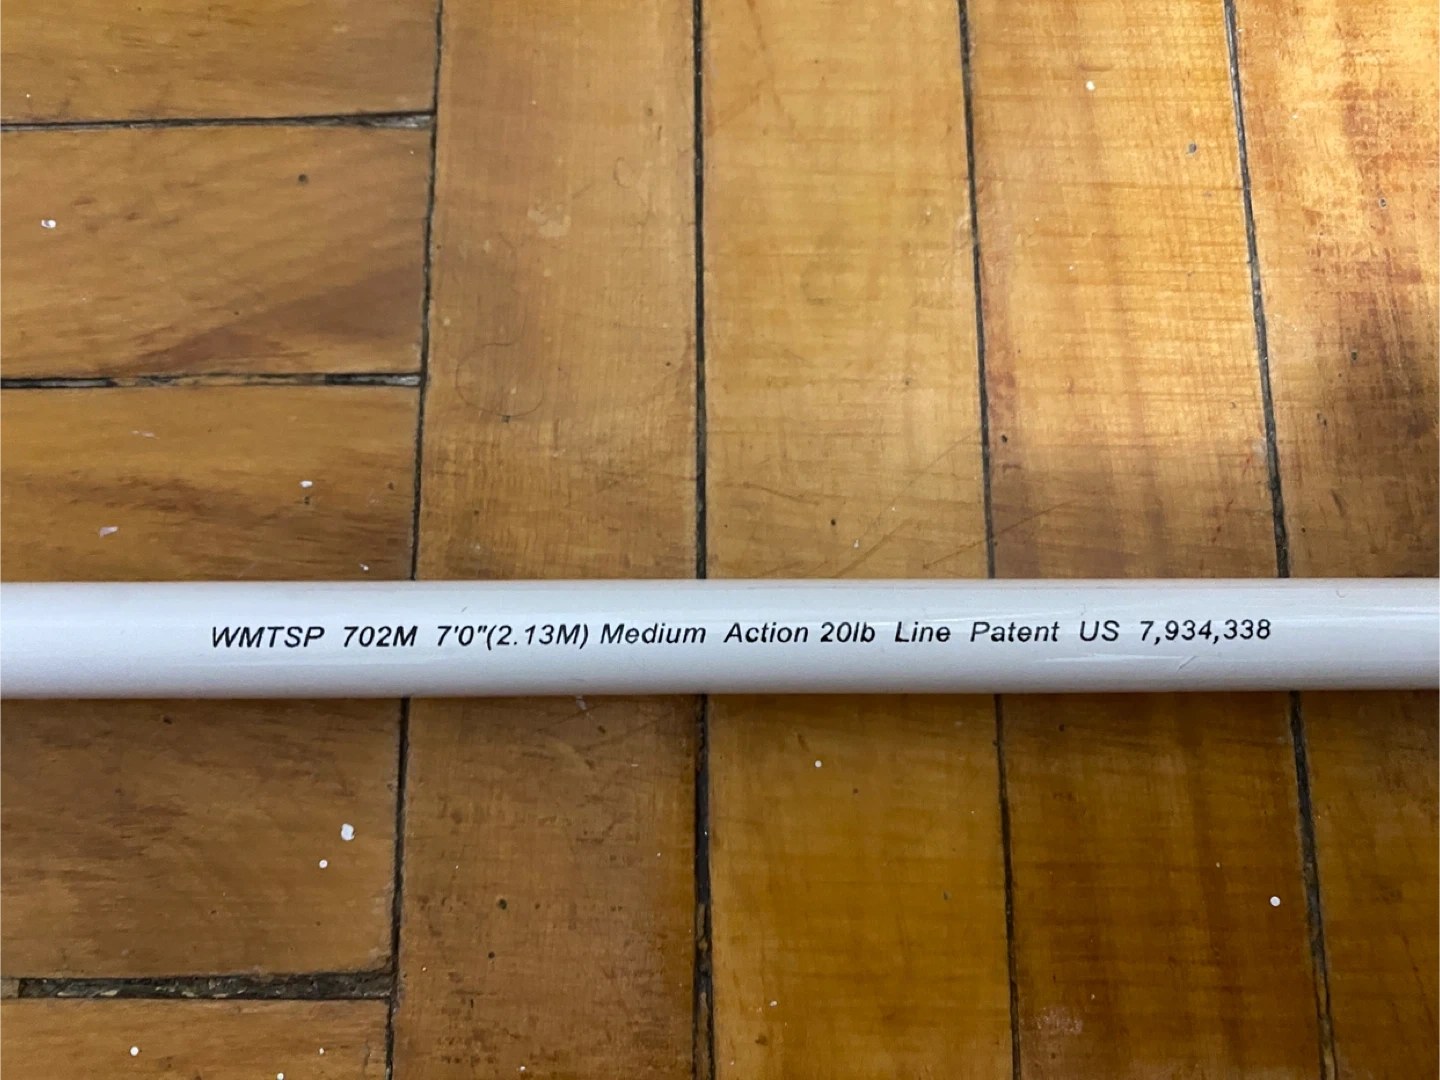 WMTSP 702M 7'0"(2.13M) Medium Action 20lb Line Patent US 7,934,338